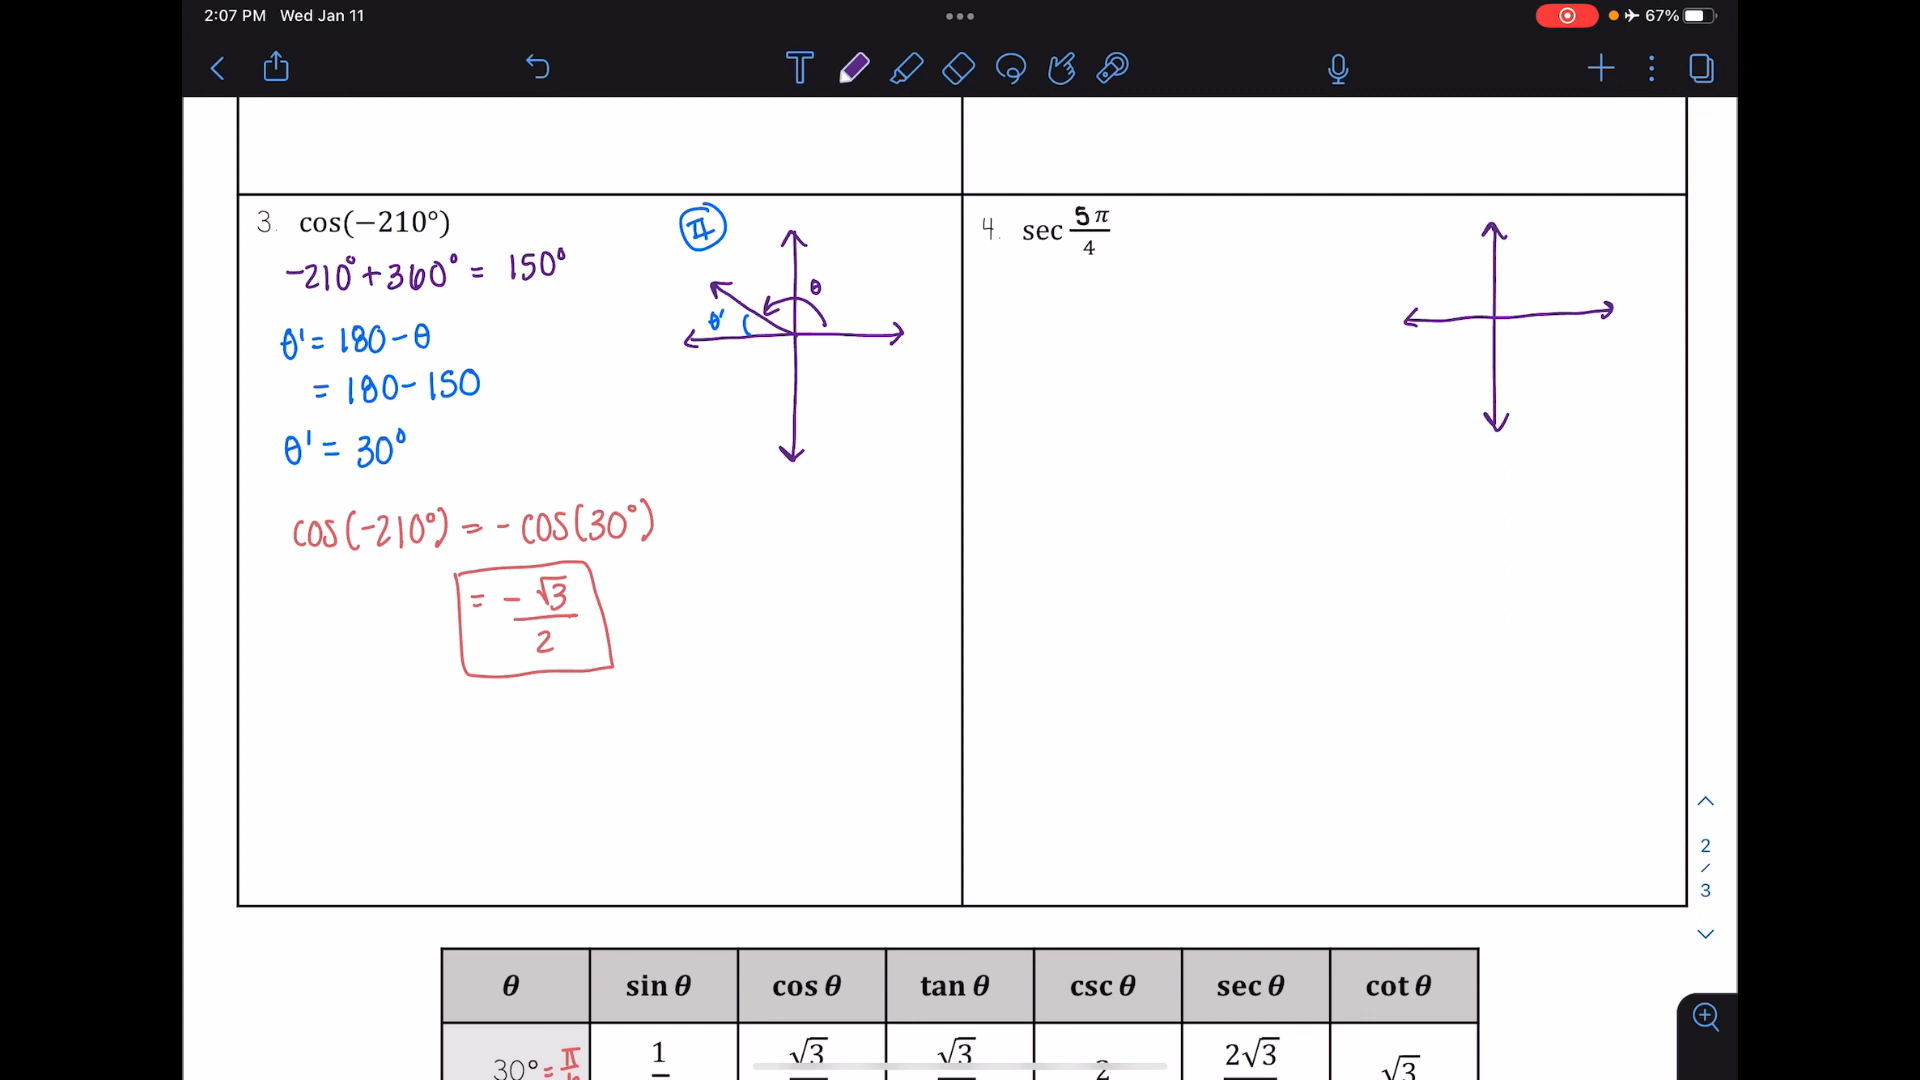 2:07 PM Wed Jan 11
67%
T
3. cos(−210°)
-210° + 360° = 150°
θ' = 180 - θ
= 180 - 150
θ' = 30°
cos(-210°) = - cos(30°)
= - √3/2
II
θ
θ'
4. sec 5π/4
2
/
3
θ sin θ cos θ tan θ csc θ sec θ cot θ
30° = π/6 1 √3 √3 2 2√3 √3